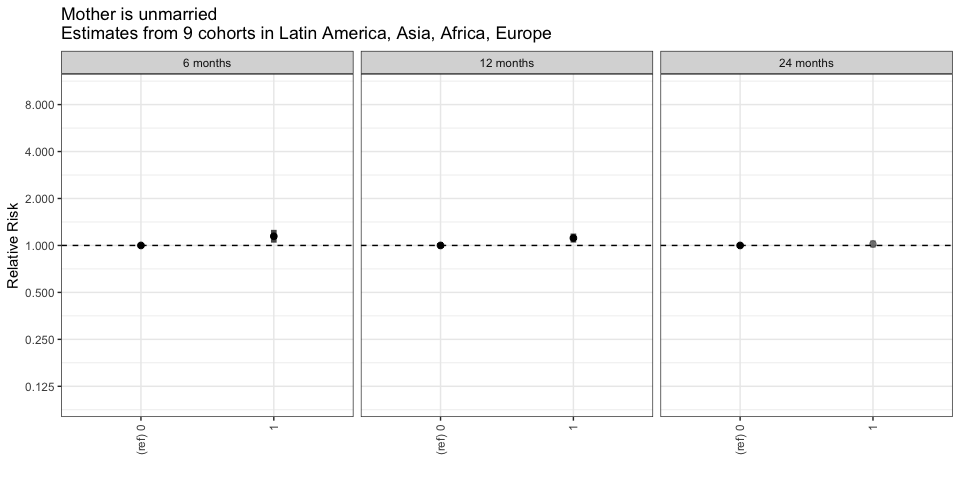 Mother is unmarried
Estimates from 9 cohorts in Latin America, Asia, Africa, Europe
6 months
12 months
24 months
Relative Risk
8.000
4.000
2.000
1.000
0.500
0.250
0.125
(ref) 0
1
(ref) 0
1
(ref) 0
1